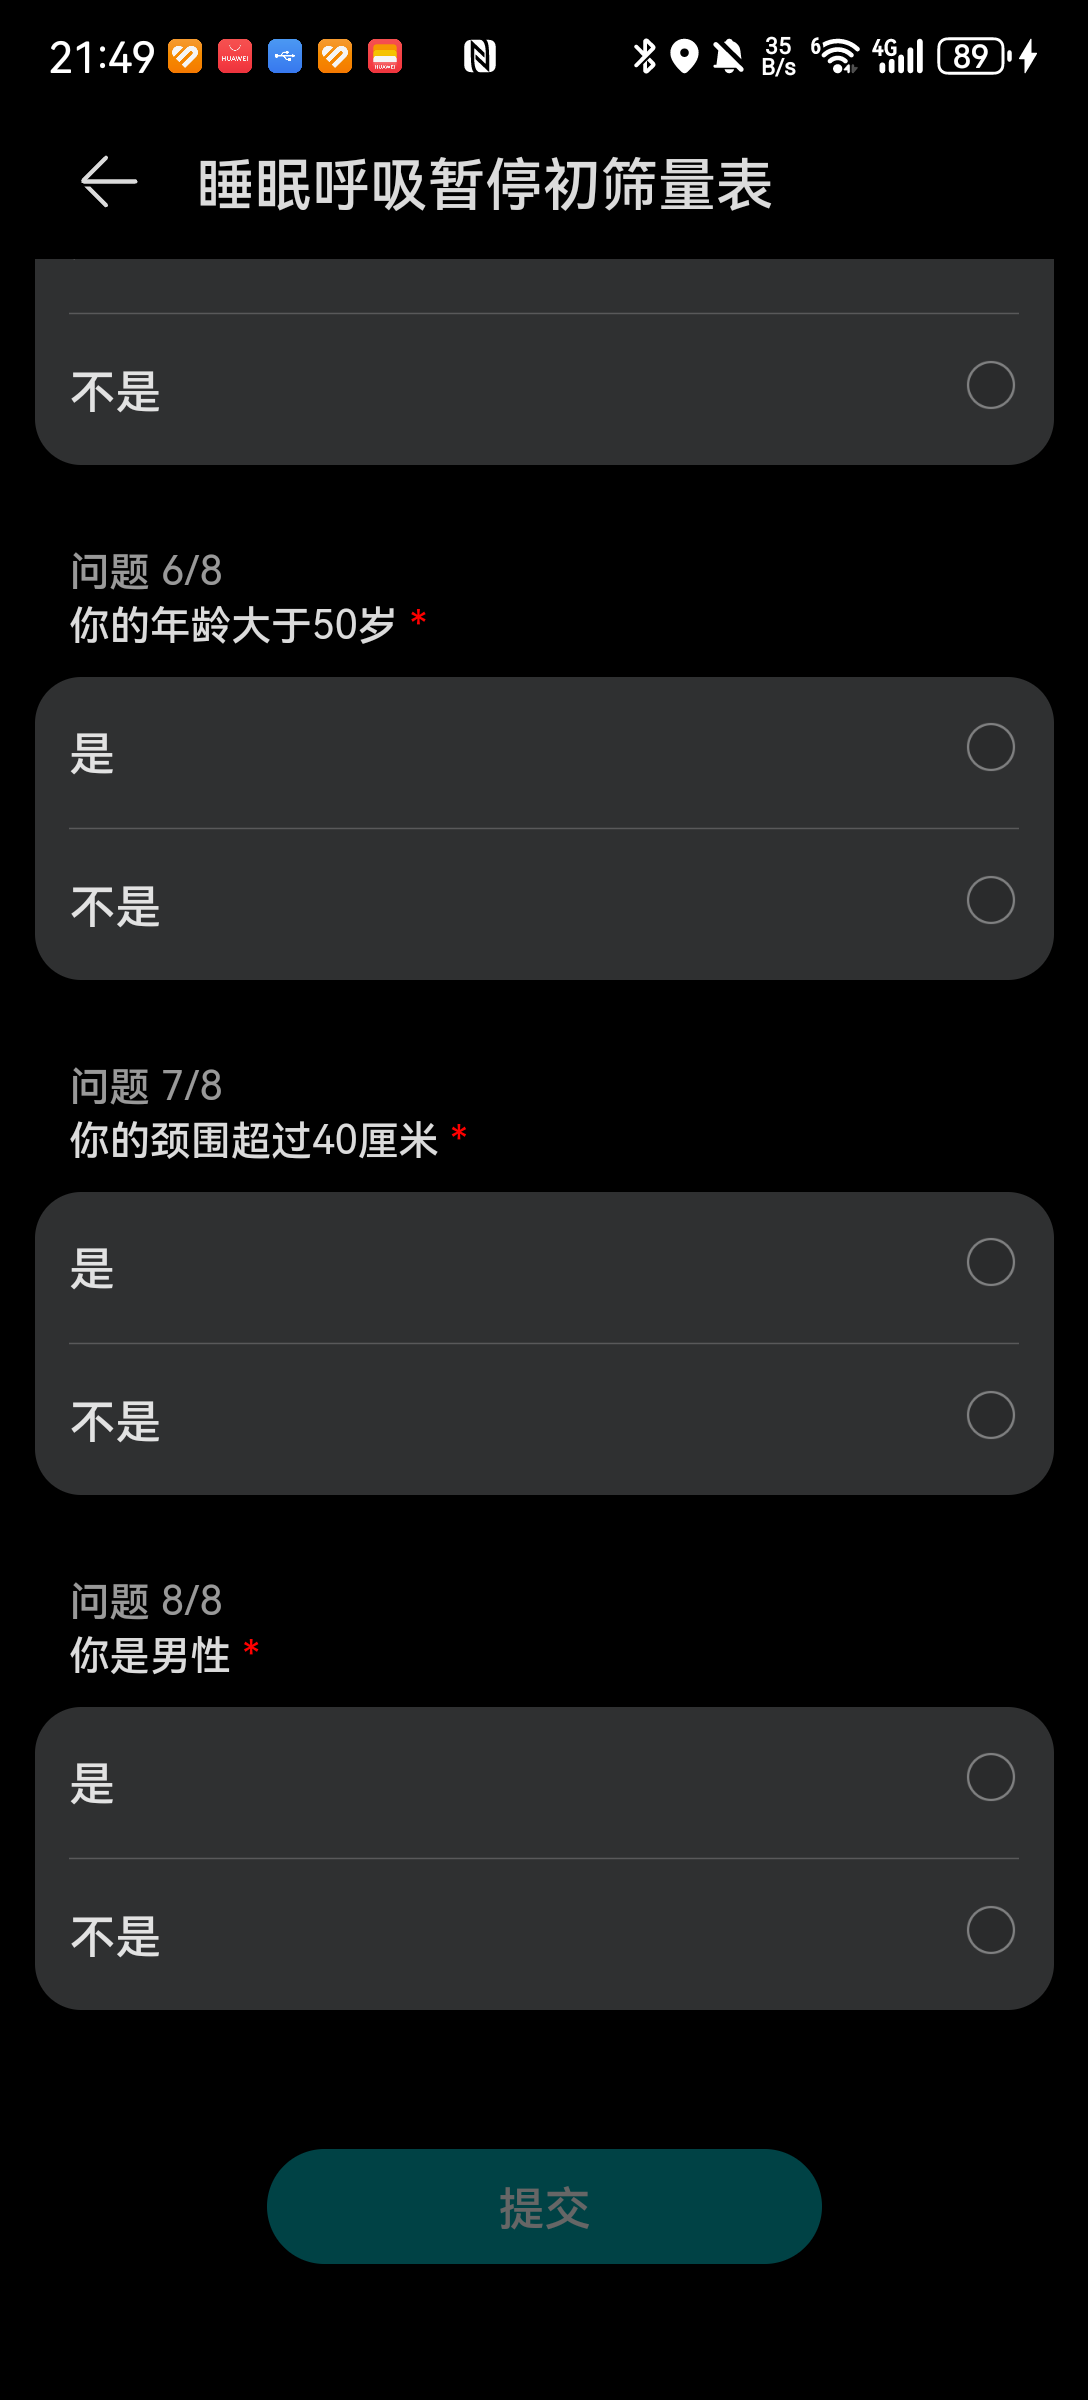 21:49
HUAWEI
35
B/s
6
4G
89
睡眠呼吸暂停初筛量表
不是
问题 6/8
你的年龄大于50岁 *
是
不是
问题 7/8
你的颈围超过40厘米 *
是
不是
问题 8/8
你是男性 *
是
不是
提交